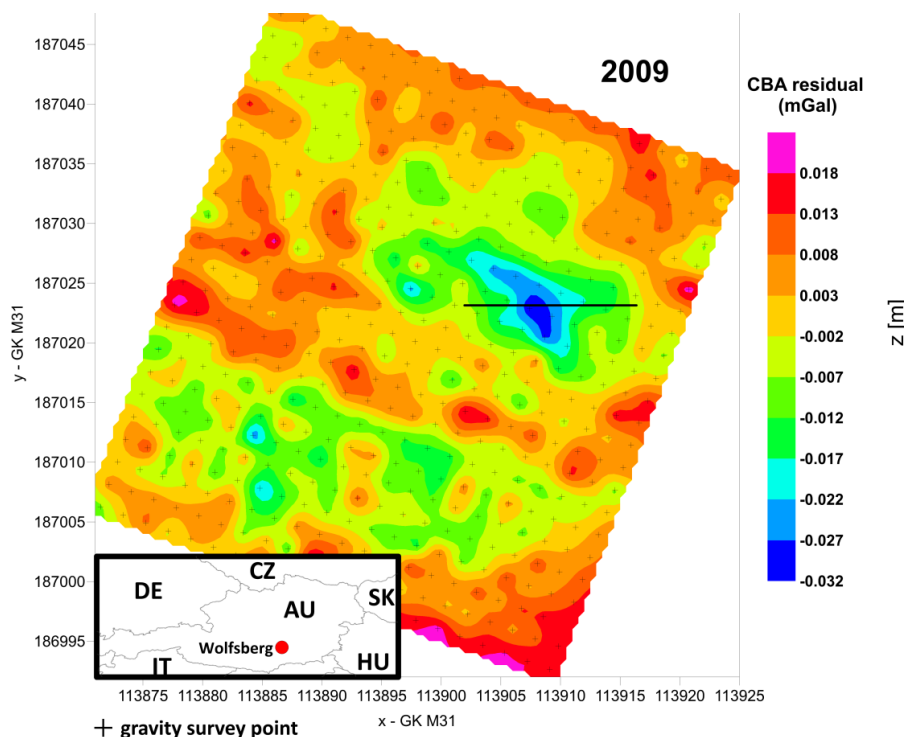 2009
CBA residual
(mGal)
0.018
0.013
0.008
0.003
-0.002
-0.007
-0.012
-0.017
-0.022
-0.027
-0.032
z [m]
y - GK M31
187045
187040
187035
187030
187025
187020
187015
187010
187005
187000
186995
DE
CZ
AU
SK
Wolfsberg
IT
HU
113875 113880 113885 113890 113895 113900 113905 113910 113915 113920 113925
x - GK M31
+ gravity survey point